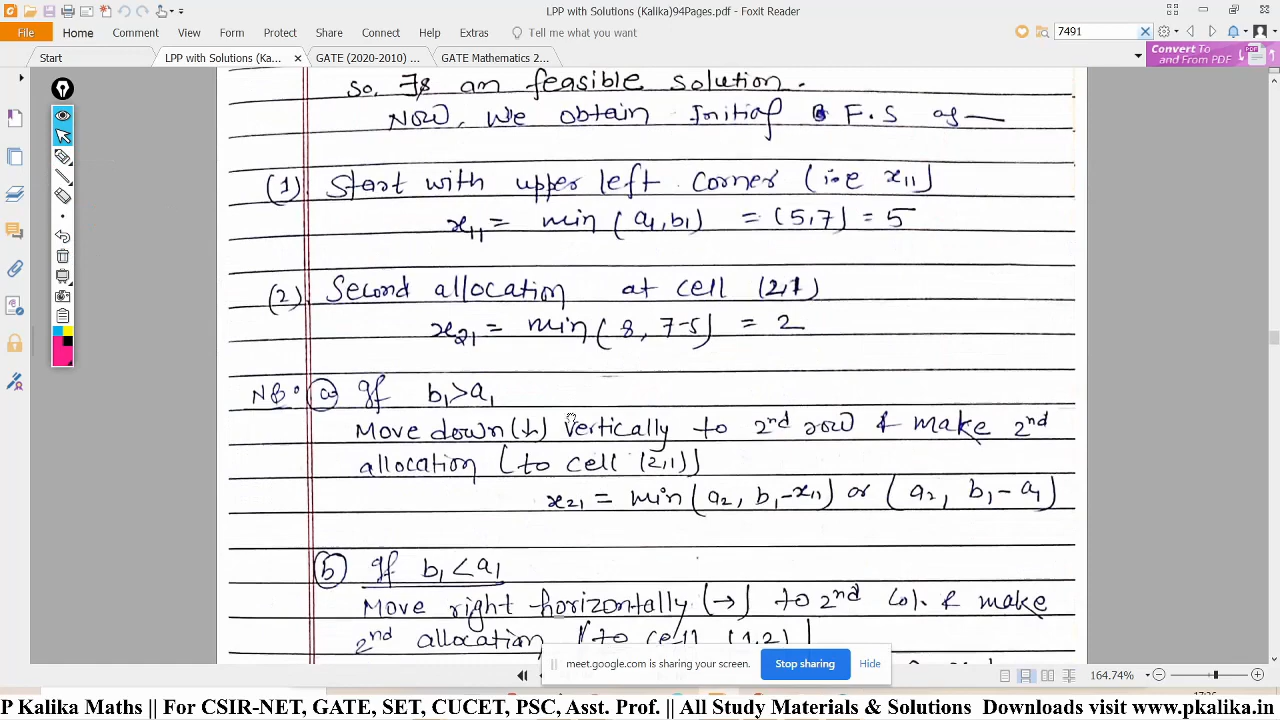 LPP with Solutions (Kalika)94Pages.pdf - Foxit Reader
File Home Comment View Form Protect Share Connect Help Extras Tell me what you want to do... 7491
Start LPP with Solutions (Ka... GATE (2020-2010) ... GATE Mathematics 2... Convert To and From PDF
feasible solution.
Now, we obtain Initial F.S as —
(1) Start with upper left corner (i.e x11)
x11 = min (a1, b1) = (5,7) = 5
(2) Second allocation at cell (2,1)
x21 = min (8, 7-5) = 2
NB: (a) If b1 > a1
Move down (↓) vertically to 2nd row & make 2nd
allocation (to cell (2,1))
x21 = min (a2, b1 - x11) or (a2, b1 - a1)
(b) If b1 < a1
Move right horizontally (→) to 2nd Col. & make
2nd allocation (to cell (1,2)
meet.google.com is sharing your screen. Stop sharing Hide
164.74%
P Kalika Maths || For CSIR-NET, GATE, SET, CUCET, PSC, Asst. Prof. || All Study Materials & Solutions Downloads visit www.pkalika.in